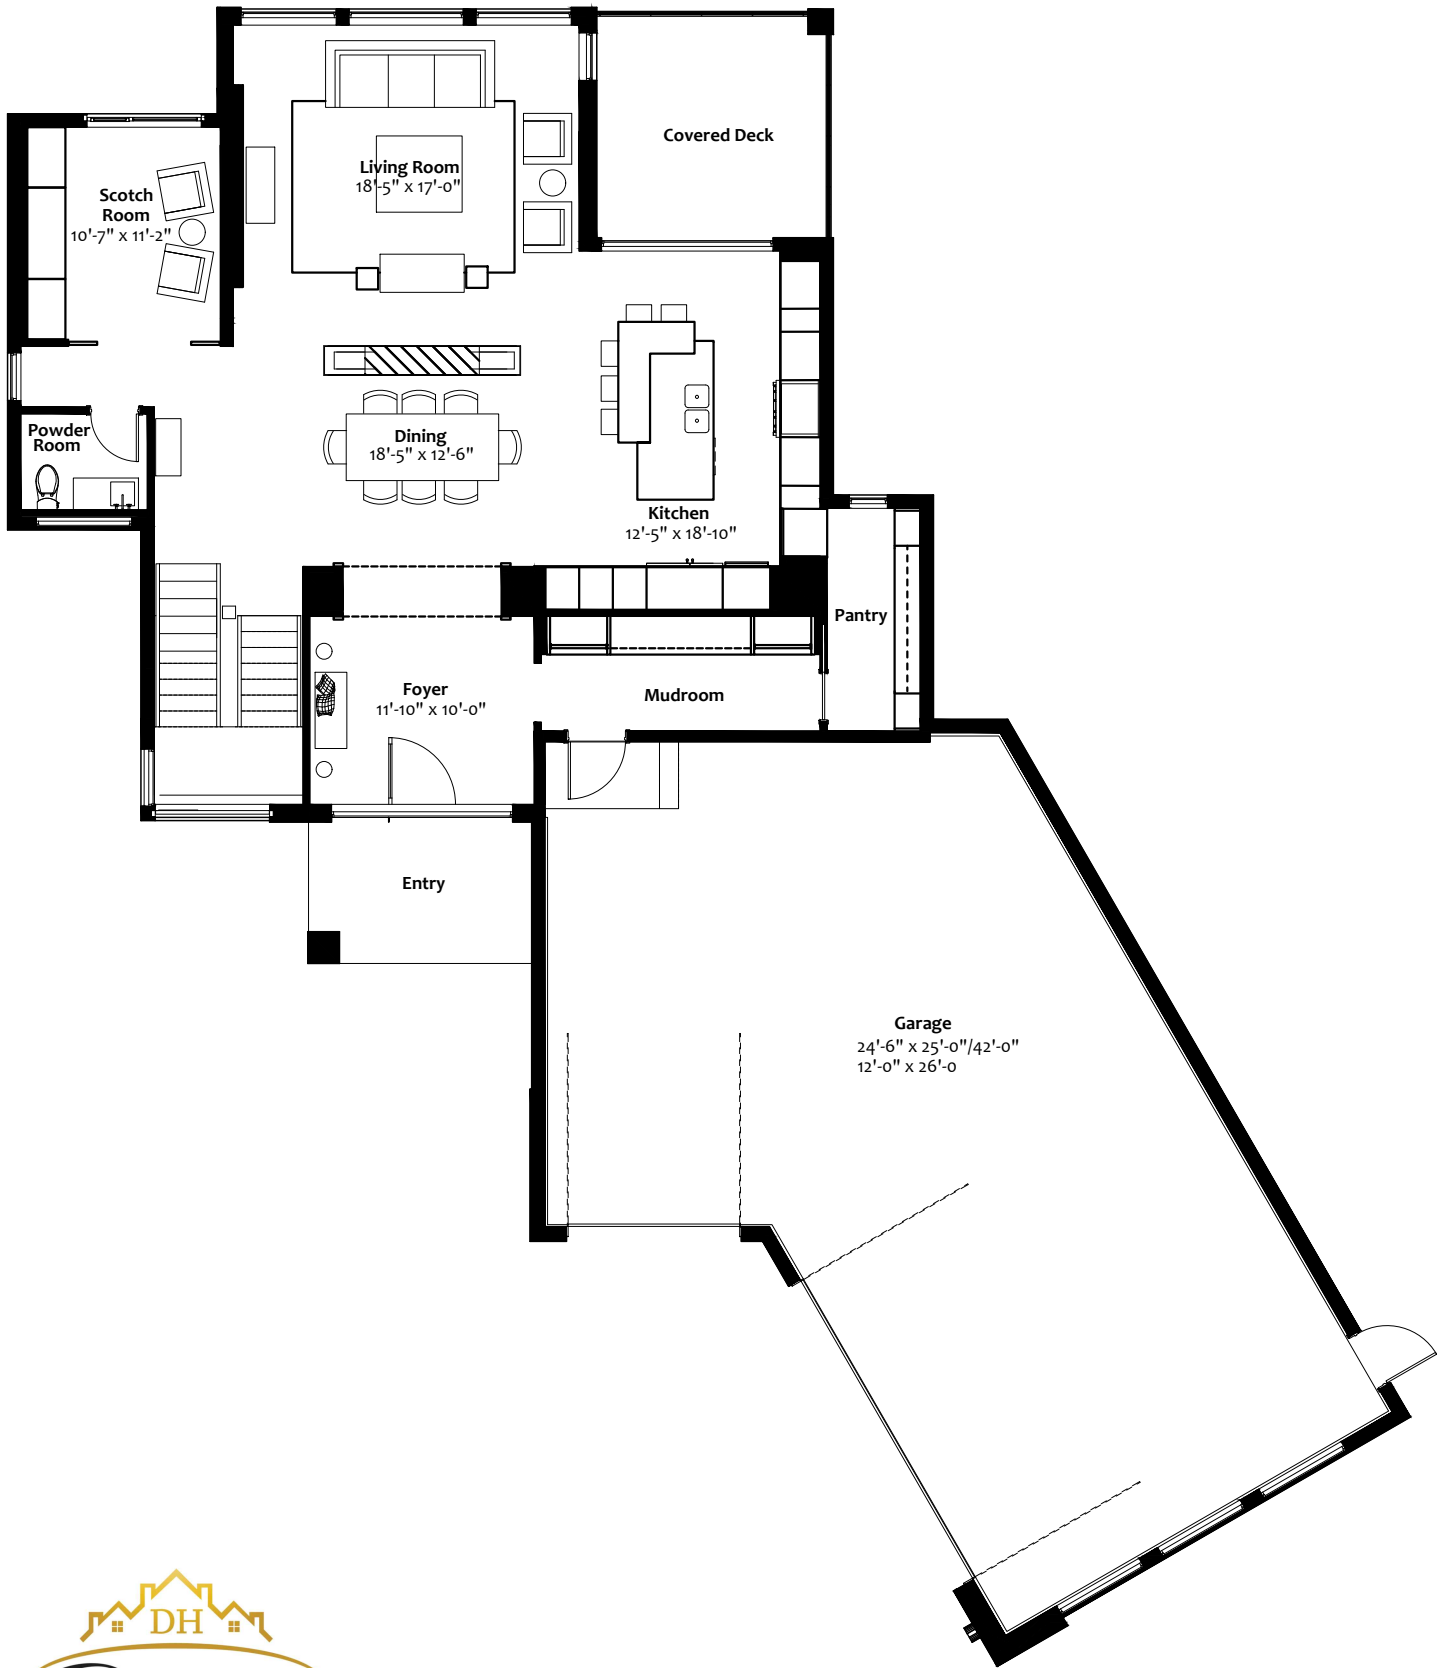 Covered Deck
Living Room
18'-5" x 17'-0"
Scotch
Room
10'-7" x 11'-2"
Powder
Room
Dining
18'-5" x 12'-6"
Kitchen
12'-5" x 18'-10"
Pantry
Foyer
11'-10" x 10'-0"
Mudroom
Entry
Garage
24'-6" x 25'-0"/42'-0"
12'-0" x 26'-0
DH